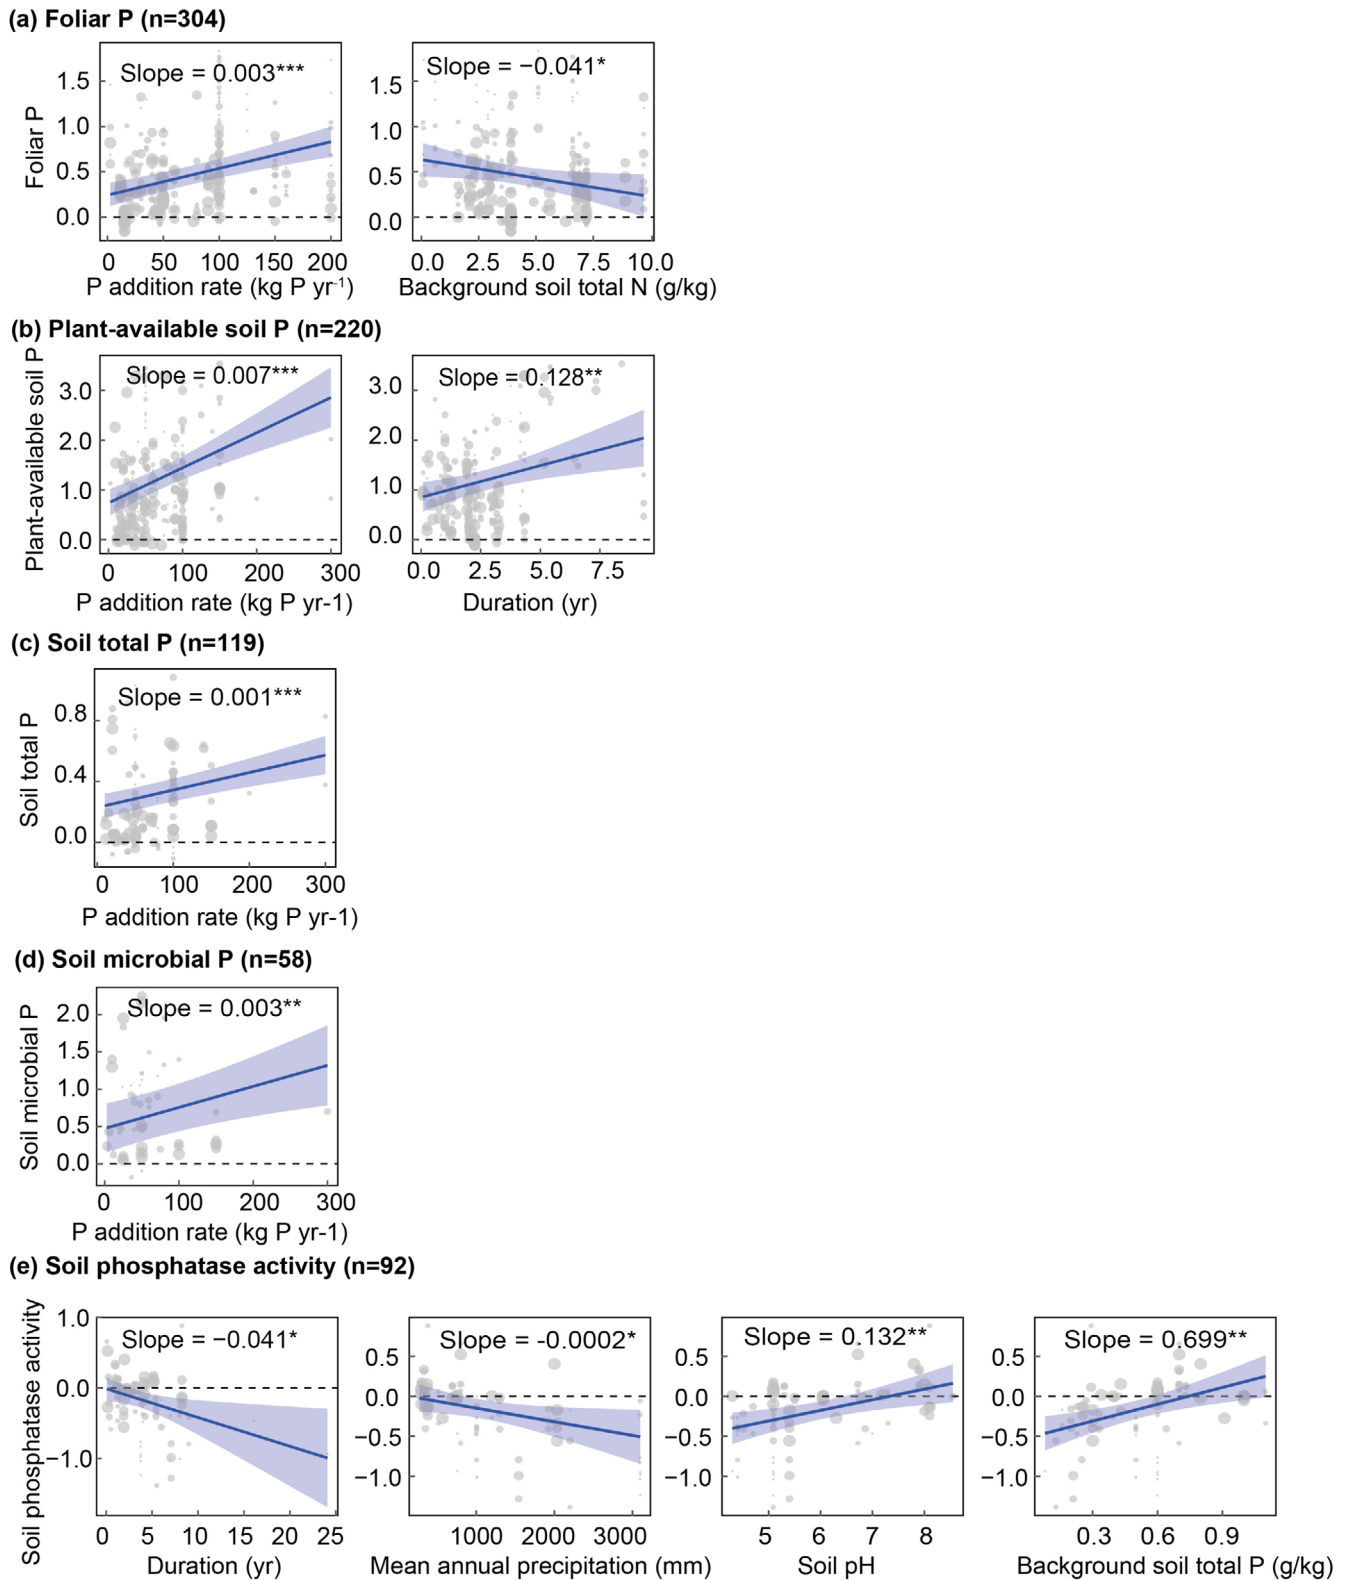 (a) Foliar P (n=304)
Slope = 0.003***
Foliar P
1.5
1.0
0.5
0.0
0 50 100 150 200
P addition rate (kg P yr-1)
Slope = −0.041*
1.5
1.0
0.5
0.0
0.0 2.5 5.0 7.5 10.0
Background soil total N (g/kg)
(b) Plant-available soil P (n=220)
Slope = 0.007***
Plant-available soil P
3.0
2.0
1.0
0.0
0 100 200 300
P addition rate (kg P yr-1)
Slope = 0.128**
3.0
2.0
1.0
0.0
0.0 2.5 5.0 7.5
Duration (yr)
(c) Soil total P (n=119)
Slope = 0.001***
Soil total P
0.8
0.4
0.0
0 100 200 300
P addition rate (kg P yr-1)
(d) Soil microbial P (n=58)
Slope = 0.003**
Soil microbial P
2.0
1.5
1.0
0.5
0.0
0 100 200 300
P addition rate (kg P yr-1)
(e) Soil phosphatase activity (n=92)
Slope = −0.041*
Soil phosphatase activity
1.0
0.0
−1.0
0 5 10 15 20 25
Duration (yr)
Slope = -0.0002*
0.5
0.0
−0.5
−1.0
1000 2000 3000
Mean annual precipitation (mm)
Slope = 0.132**
0.5
0.0
−0.5
−1.0
5 6 7 8
Soil pH
Slope = 0.699**
0.5
0.0
−0.5
−1.0
0.3 0.6 0.9
Background soil total P (g/kg)